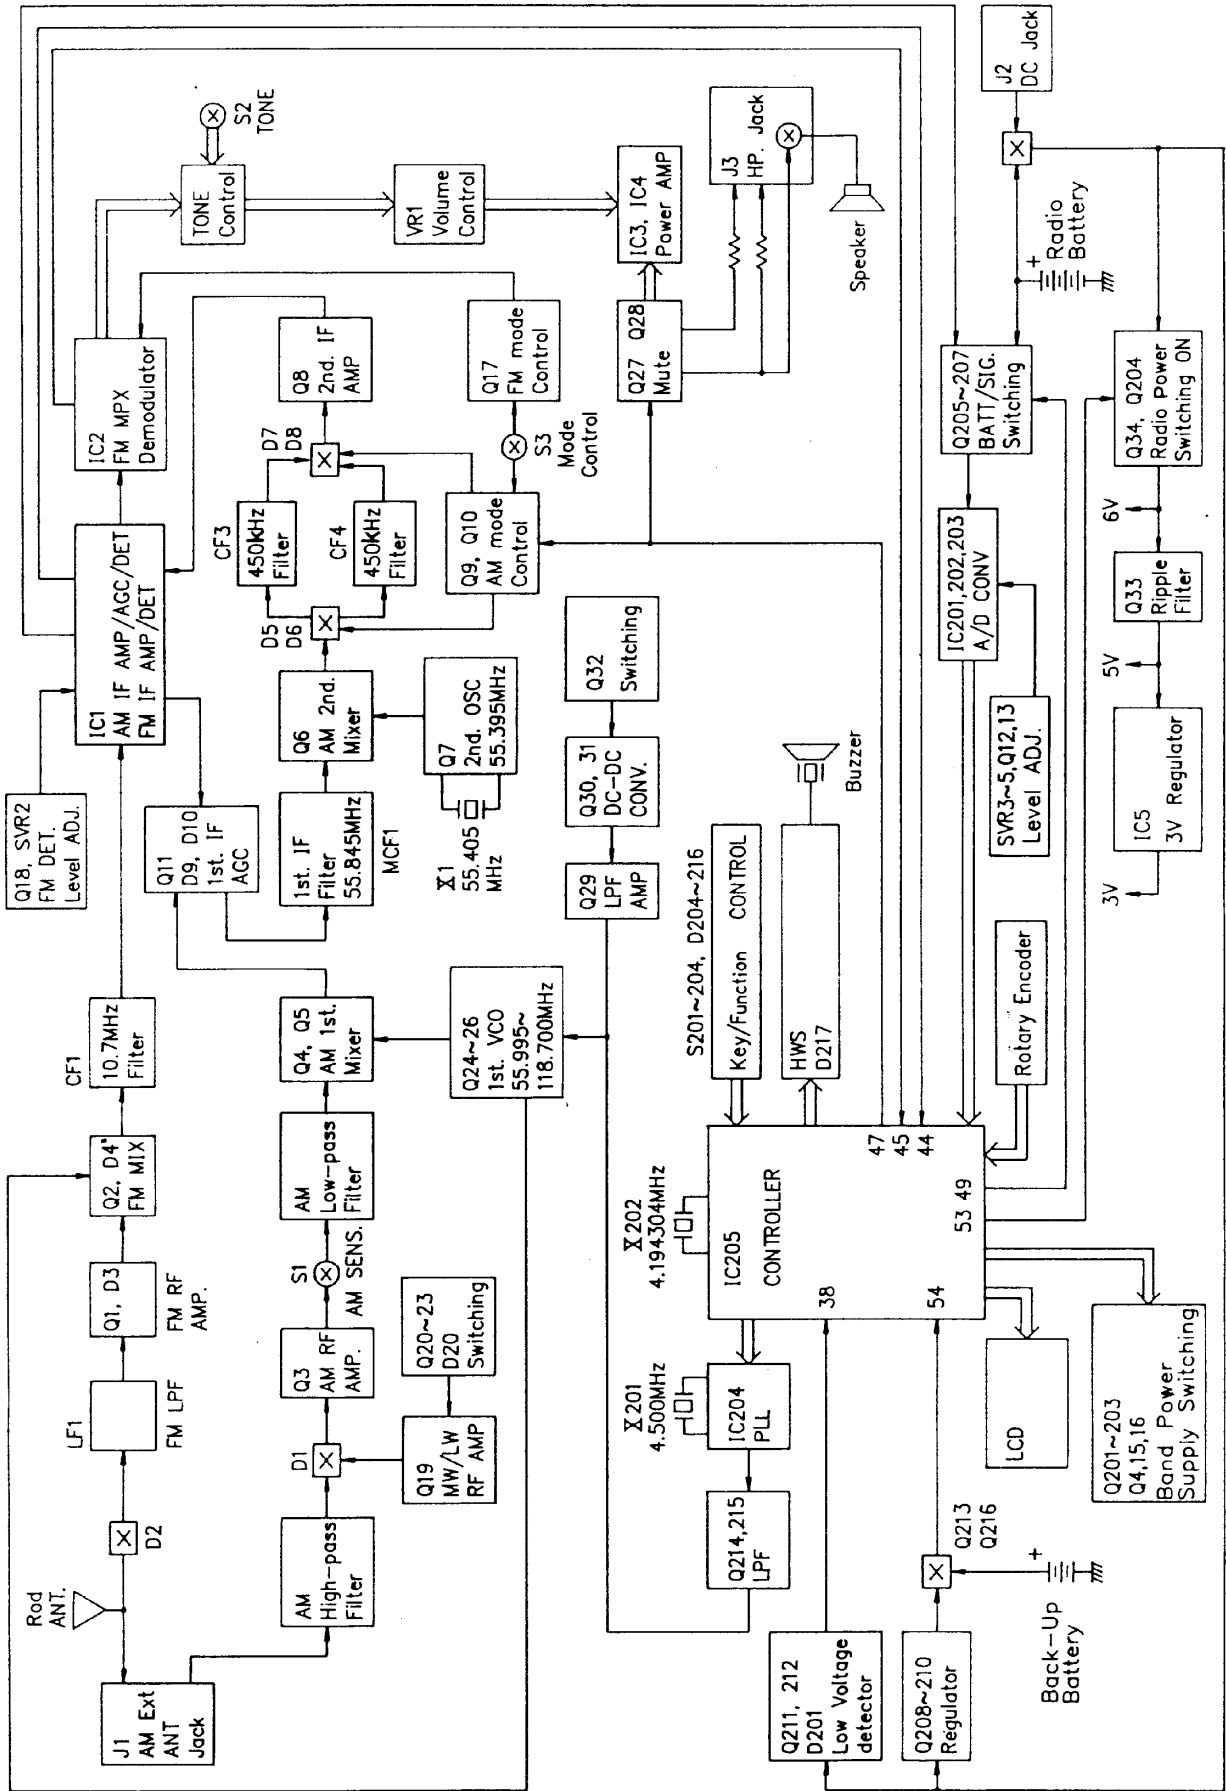 Rod
ANT.
J1
AM Ext
ANT
Jack
D2
LF1
FM LPF
Q1, D3
FM RF
AMP.
Q2, D4
FM MIX
CF1
10.7MHz
Filter
Q18, SVR2
FM DET.
Level ADJ.
IC1
AM IF AMP/AGC/DET
FM IF AMP/DET
IC2
FM MPX
Demodulator
TONE
Control
S2
TONE
VR1
Volume
Control
IC3, IC4
Power AMP
J3
HP. Jack
Speaker
AM
High-pass
Filter
D1
Q3
AM RF
AMP.
S1
AM SENS.
AM
Low-pass
Filter
Q4, Q5
AM 1st.
Mixer
Q11
D9, D10
1st. IF
AGC
1st. IF
Filter
55.845MHz
MCF1
Q6
AM 2nd.
Mixer
D5
D6
CF3
450kHz
Filter
CF4
450kHz
Filter
D7
D8
Q8
2nd. IF
AMP
Q19
MW/LW
RF AMP
Q20~23
D20
Switching
Q24~26
1st. VCO
55.995~
118.700MHz
X1
55.405
MHz
Q7
2nd. OSC
55.395MHz
Q9, Q10
AM mode
Control
S3
Mode
Control
Q17
FM mode
Control
Q27 Q28
Mute
Q29
LPF
AMP
Q30, 31
DC-DC
CONV.
Q32
Switching
Q214,215
LPF
X201
4.500MHz
IC204
PLL
X202
4.194304MHz
IC205
CONTROLLER
38
54
53 49
47
45
44
S201~204, D204~216
Key/Function CONTROL
HWS
D217
Buzzer
Q211, 212
D201
Low Voltage
detector
Q208~210
Regulator
Q213
Q216
Back-Up
Battery
+
LCD
Q201~203
Q4,15,16
Band Power
Supply Switching
Rotary Encoder
SVR3~5,Q12,13
Level ADJ.
IC201,202,203
A/D CONV
Q205~207
BATT/SIG.
Switching
+
Radio
Battery
J2
DC Jack
Q34, Q204
Radio Power
Switching ON
6V
Q33
Ripple
Filter
5V
IC5
3V Regulator
3V